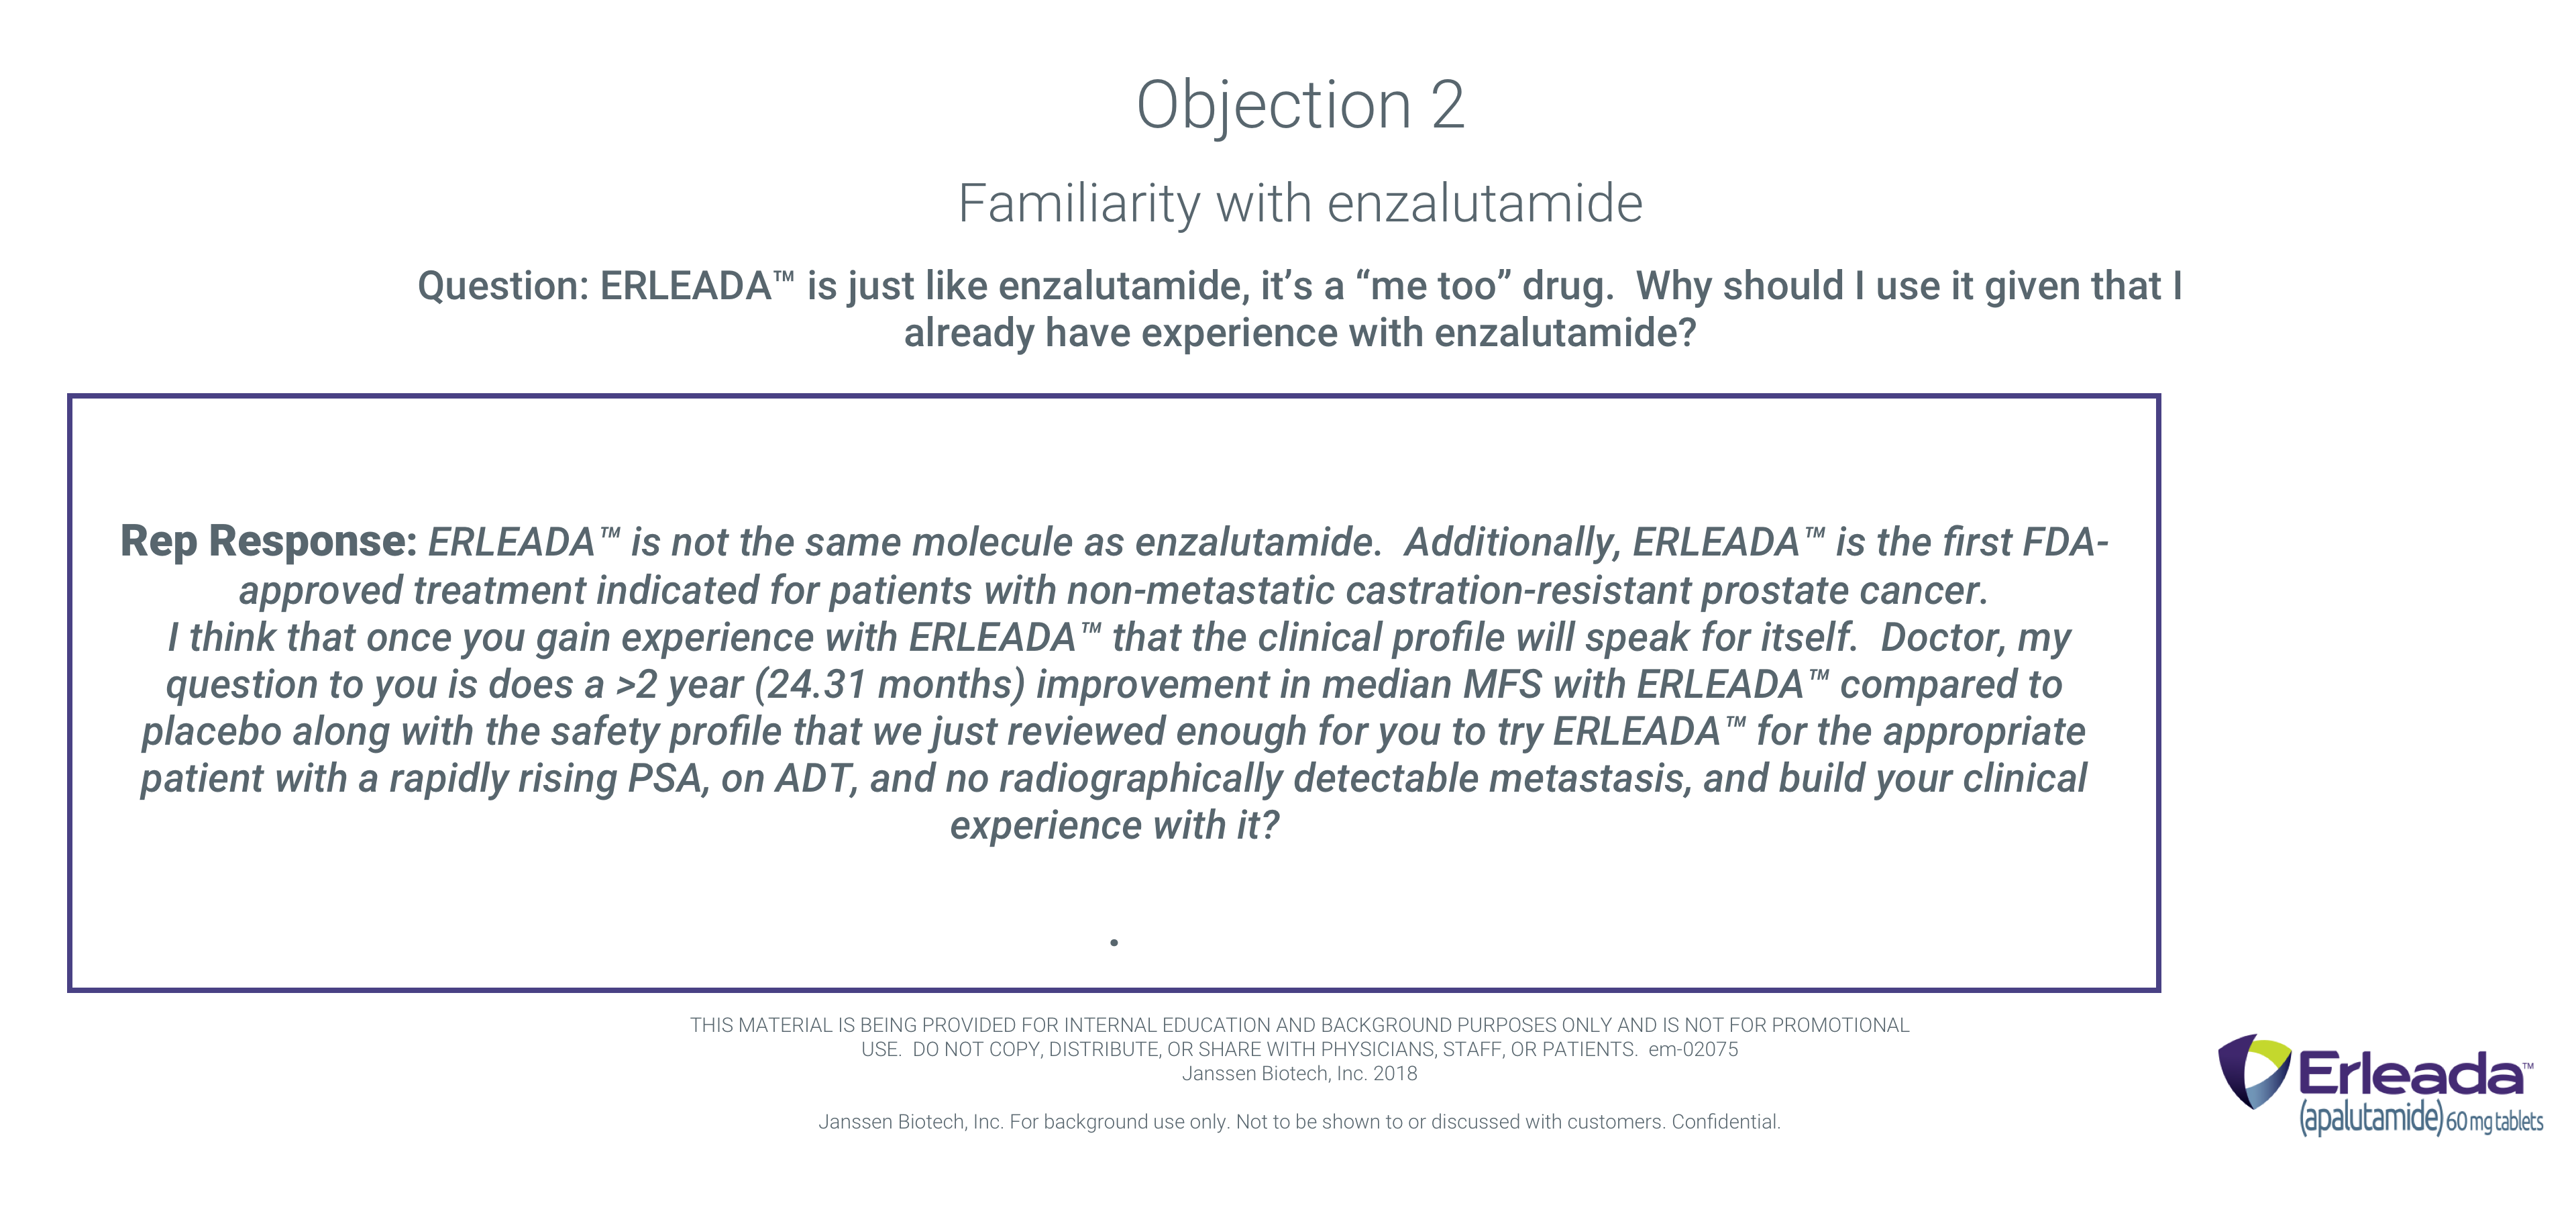 Objection 2
Familiarity with enzalutamide
Question: ERLEADA™ is just like enzalutamide, it’s a “me too” drug.  Why should I use it given that I
already have experience with enzalutamide?
Rep Response: ERLEADA™ is not the same molecule as enzalutamide.  Additionally, ERLEADA™ is the first FDA-
approved treatment indicated for patients with non-metastatic castration-resistant prostate cancer.
I think that once you gain experience with ERLEADA™ that the clinical profile will speak for itself.  Doctor, my
question to you is does a >2 year (24.31 months) improvement in median MFS with ERLEADA™ compared to
placebo along with the safety profile that we just reviewed enough for you to try ERLEADA™ for the appropriate
patient with a rapidly rising PSA, on ADT, and no radiographically detectable metastasis, and build your clinical
experience with it?
.
THIS MATERIAL IS BEING PROVIDED FOR INTERNAL EDUCATION AND BACKGROUND PURPOSES ONLY AND IS NOT FOR PROMOTIONAL
USE.  DO NOT COPY, DISTRIBUTE, OR SHARE WITH PHYSICIANS, STAFF, OR PATIENTS.  em-02075
Janssen Biotech, Inc. 2018
Janssen Biotech, Inc. For background use only. Not to be shown to or discussed with customers. Confidential.
Erleada™
(apalutamide) 60 mg tablets